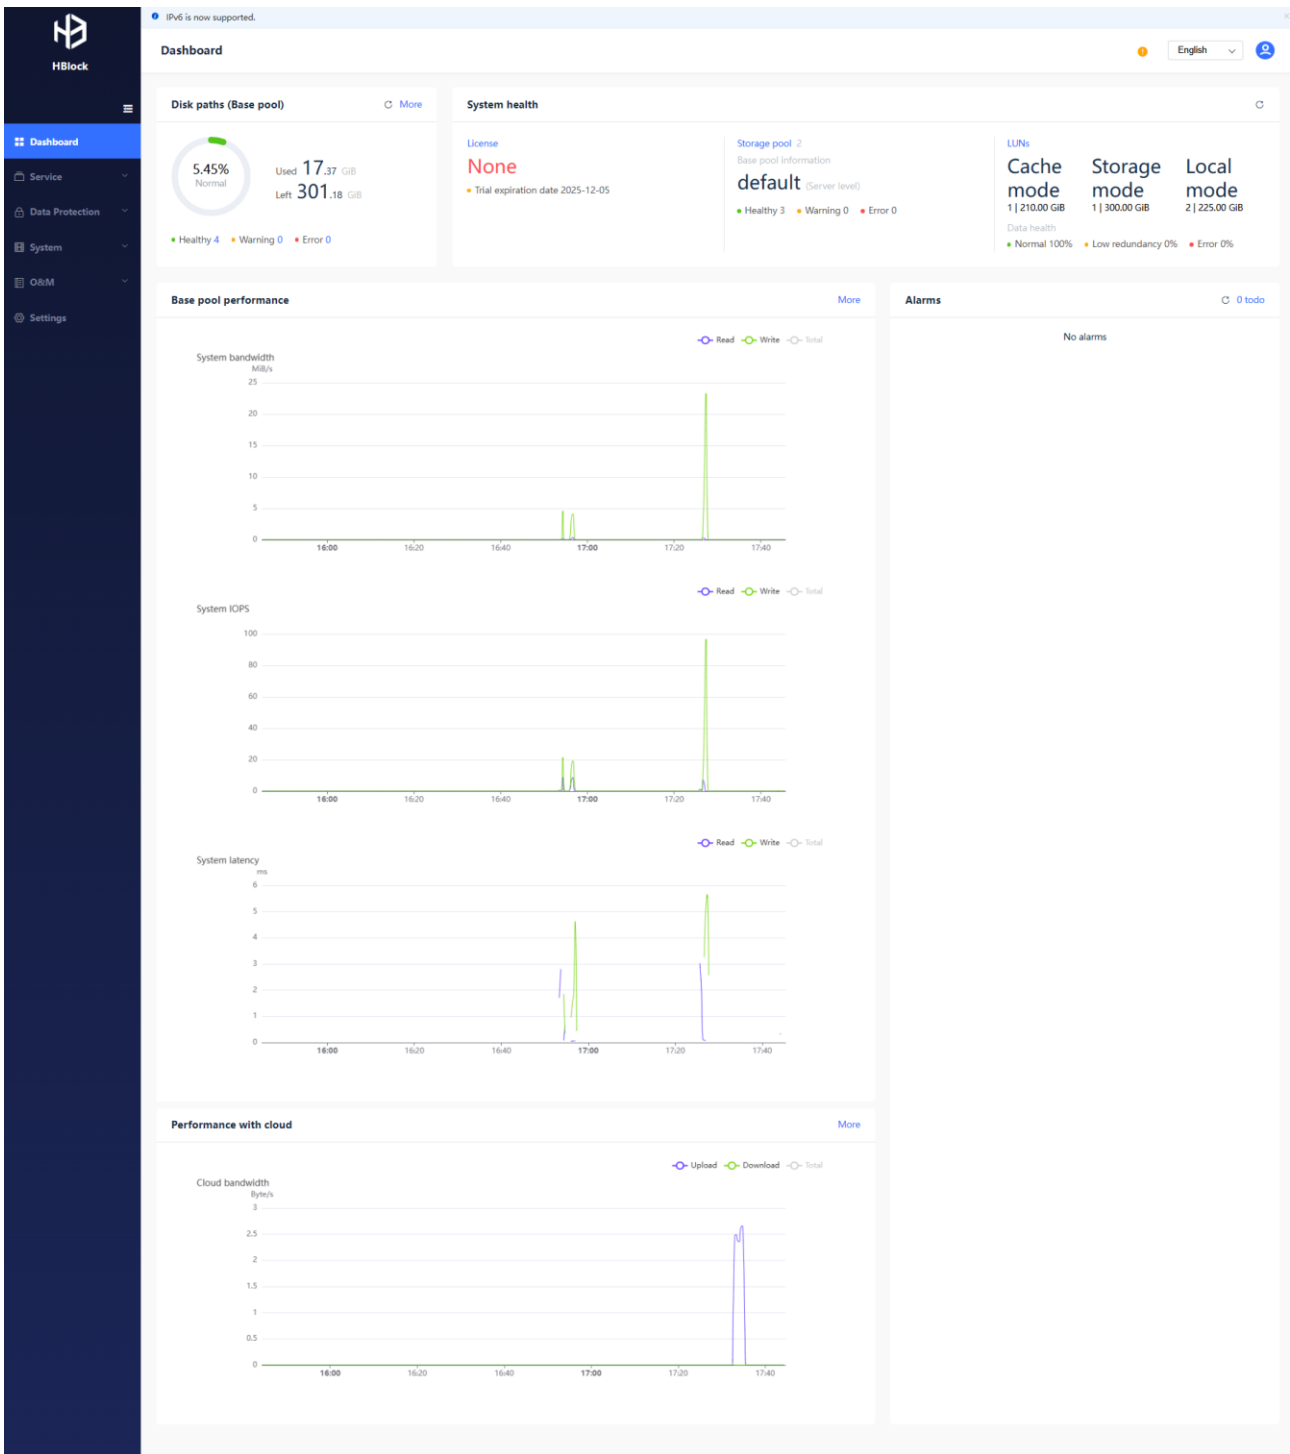 HBlock
Dashboard
Service
Data Protection
System
O&M
Settings
IPv6 is now supported.
Dashboard
English
Disk paths (Base pool)
More
5.45%
Normal
Used 17.37 GiB
Left 301.18 GiB
Healthy 4 Warning 0 Error 0
System health
License
None
Trial expiration date 2025-12-05
Storage pool 2
Base pool information
default (Server level)
Healthy 3 Warning 0 Error 0
LUNs
Cache mode
1 | 210.00 GiB
Storage mode
1 | 300.00 GiB
Local mode
2 | 225.00 GiB
Data health
Normal 100% Low redundancy 0% Error 0%
Base pool performance
More
Read Write Total
System bandwidth
MiB/s
25
20
15
10
5
0
16:00 16:20 16:40 17:00 17:20 17:40
Read Write Total
System IOPS
100
80
60
40
20
0
16:00 16:20 16:40 17:00 17:20 17:40
Read Write Total
System latency
ms
6
5
4
3
2
1
0
16:00 16:20 16:40 17:00 17:20 17:40
Performance with cloud
More
Upload Download Total
Cloud bandwidth
Byte/s
3
2.5
2
1.5
1
0.5
0
16:00 16:20 16:40 17:00 17:20 17:40
Alarms
0 todo
No alarms